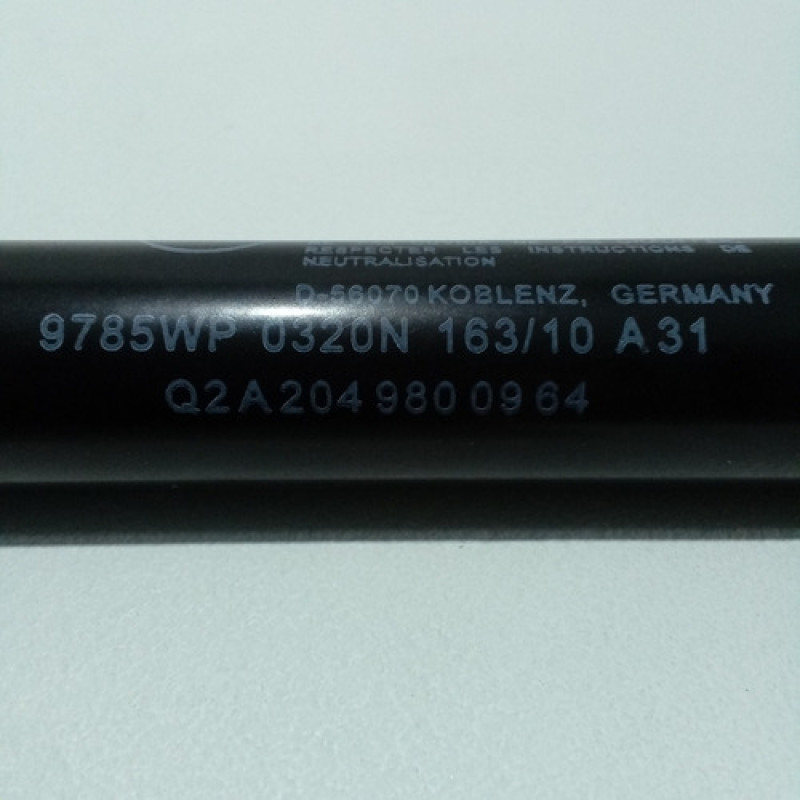 RESPECTER LES INSTRUCTIONS DE
NEUTRALISATION
D-56070 KOBLENZ, GERMANY
9785WP 0320N 163/10 A31
Q2A 204 980 09 64